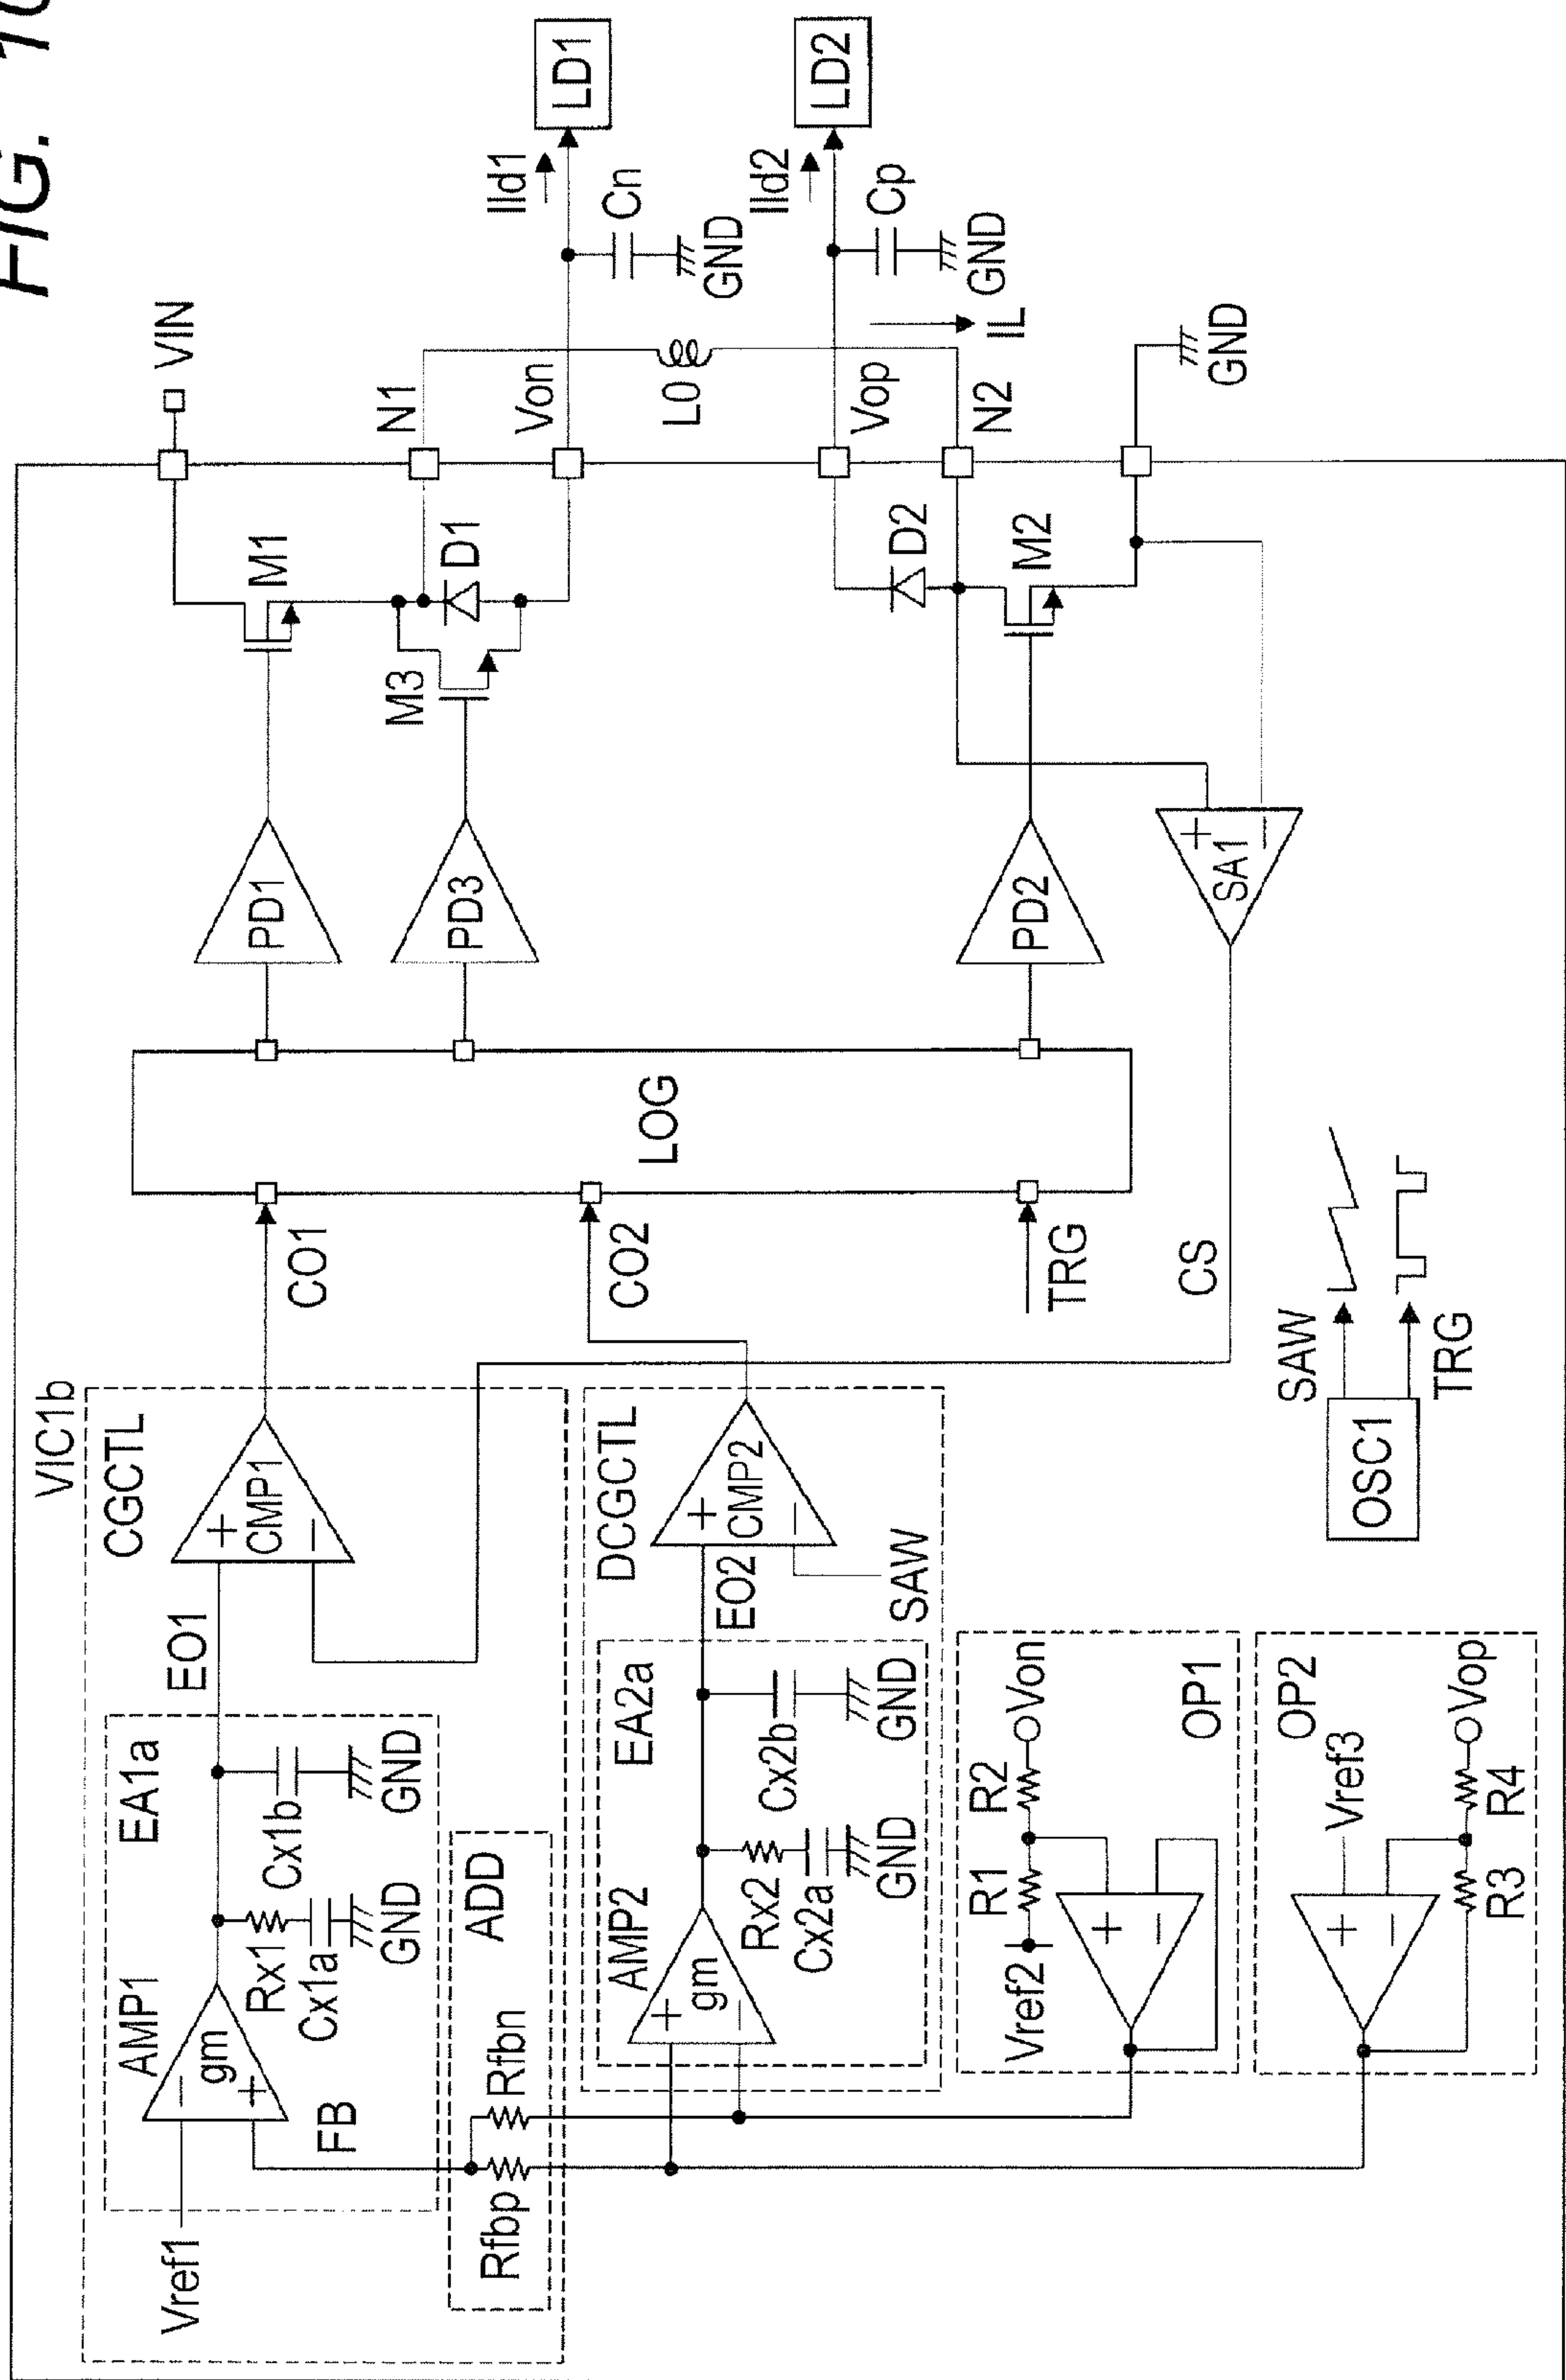 FIG. 10
VIN
VIC1b
CGCTL
EA1a
AMP1
gm
−
+
Vref1
FB
Rx1
Cx1a
GND
Cx1b
GND
EO1
+
−
CMP1
CO1
ADD
Rfbp
Rfbn
DCGCTL
EA2a
AMP2
gm
+
−
Rx2
Cx2a
GND
Cx2b
GND
EO2
+
−
CMP2
SAW
CO2
LOG
TRG
PD1
PD3
PD2
M1
M3
D1
N1
Von
L0
Vop
D2
N2
M2
GND
IL
Ild1
LD1
Cn
GND
Ild2
LD2
Cp
GND
+
−
SA1
CS
OP1
Vref2
R1
R2
Von
+
−
OP2
Vref3
R3
R4
Vop
+
−
OSC1
SAW
TRG